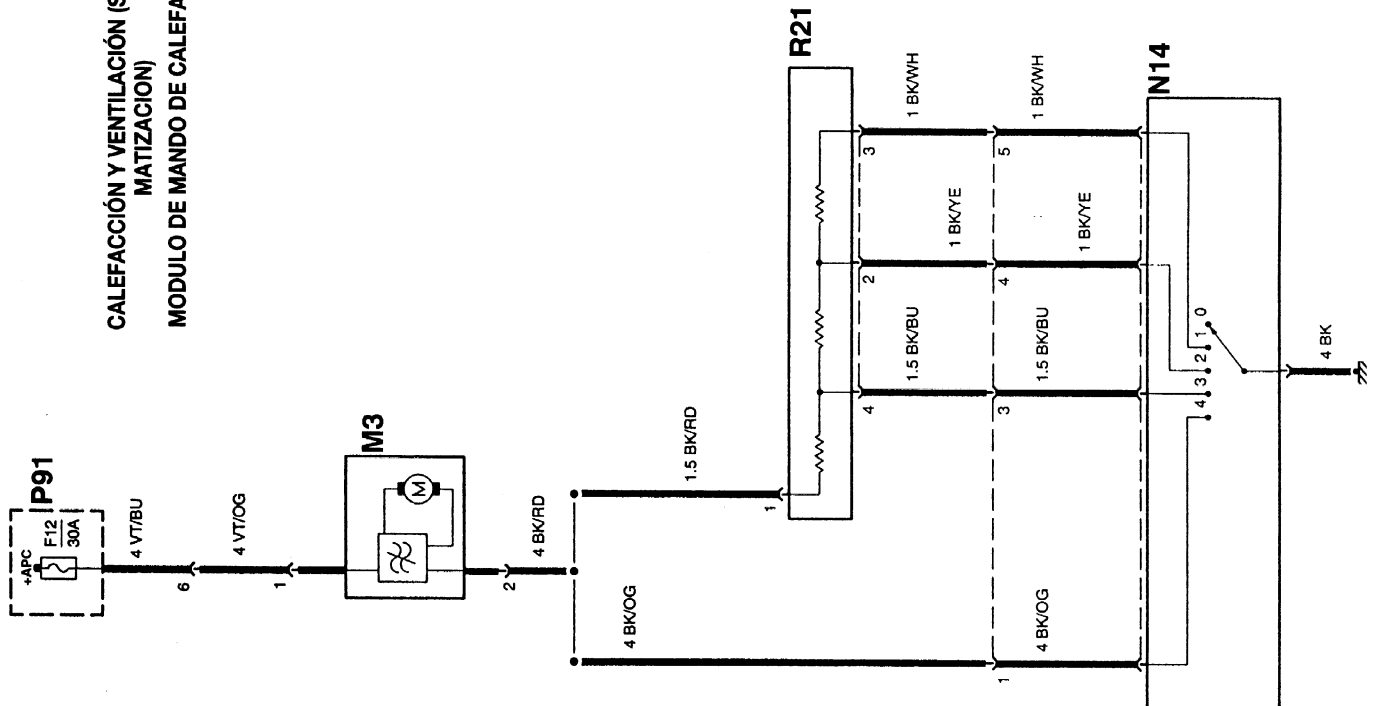 CALEFACCIÓN Y VENTILACIÓN (S
MATIZACION)
MODULO DE MANDO DE CALEFA
P91
+APC
F12
30A
4 VT/BU
6
4 VT/OG
1
M3
M
2
4 BK/RD
1.5 BK/RD
1
4 BK/OG
1
4 BK/OG
R21
4
1.5 BK/BU
3
1.5 BK/BU
2
1 BK/YE
4
1 BK/YE
3
1 BK/WH
5
1 BK/WH
N14
4 3 2 1 0
4 BK